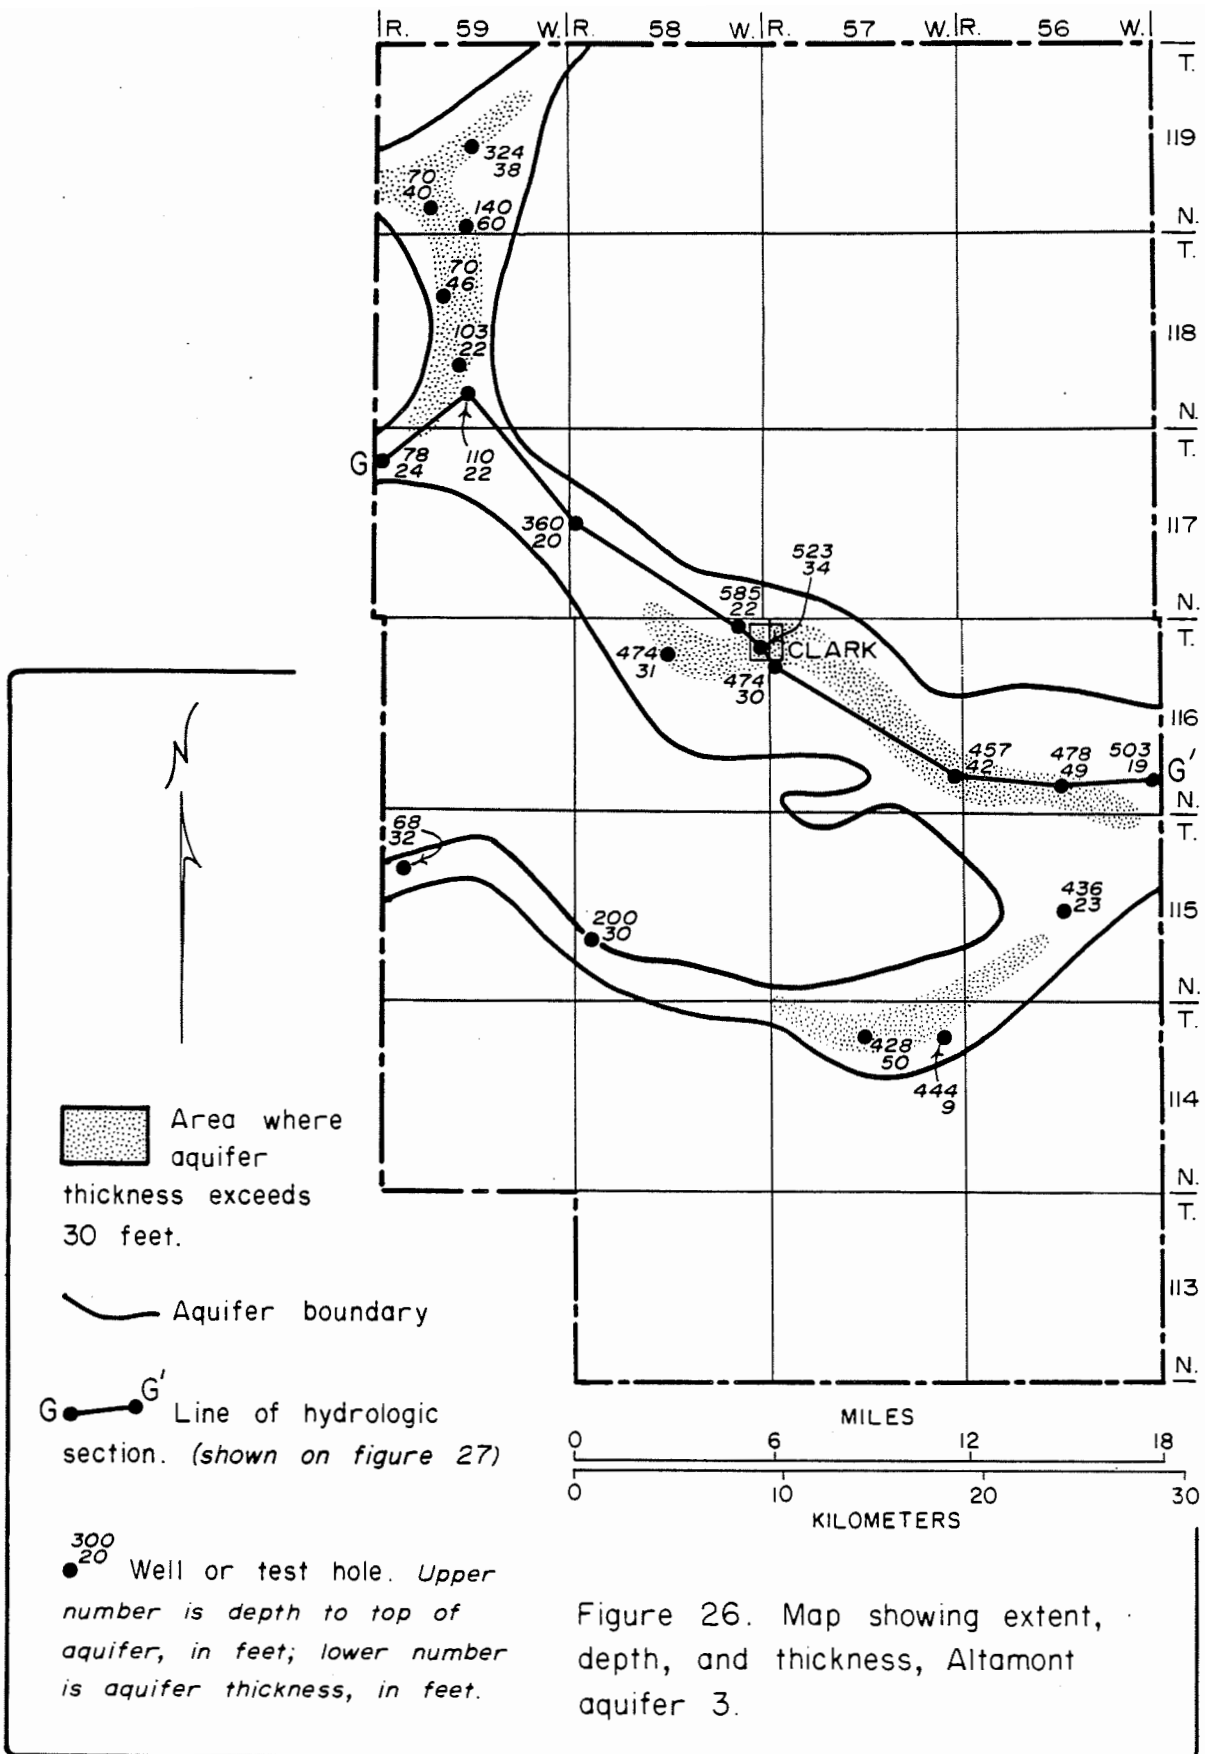 R. 59 W. R. 58 W. R. 57 W. R. 56 W.
T.
119
N.
T.
118
N.
T.
117
N.
T.
116
N.
T.
115
N.
T.
114
N.
T.
113
N.
324
38
70
40
140
60
70
46
103
22
G
78
24
110
22
360
20
523
34
585
22
474
31
CLARK
474
30
457
42
478
49
503
19
G'
68
32
200
30
436
23
428
50
444
9
N
Area where
aquifer
thickness exceeds
30 feet.
Aquifer boundary
G G' Line of hydrologic
section. (shown on figure 27)
300
20 Well or test hole. Upper
number is depth to top of
aquifer, in feet; lower number
is aquifer thickness, in feet.
MILES
0 6 12 18
0 10 20 30
KILOMETERS
Figure 26. Map showing extent,
depth, and thickness, Altamont
aquifer 3.